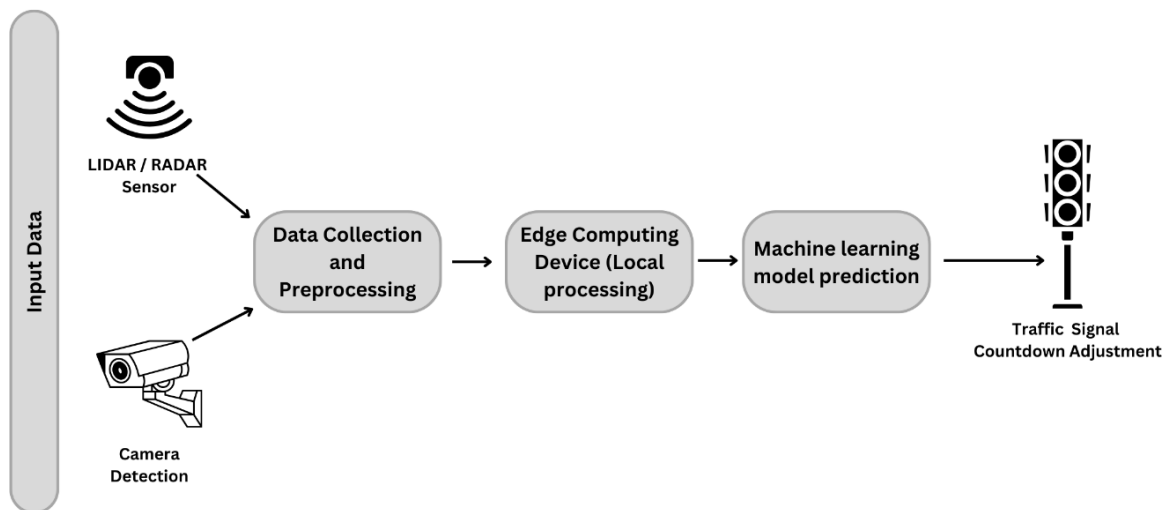 Input Data
LIDAR / RADAR
Sensor
Camera
Detection
Data Collection
and
Preprocessing
Edge Computing
Device (Local
processing)
Machine learning
model prediction
Traffic Signal
Countdown Adjustment